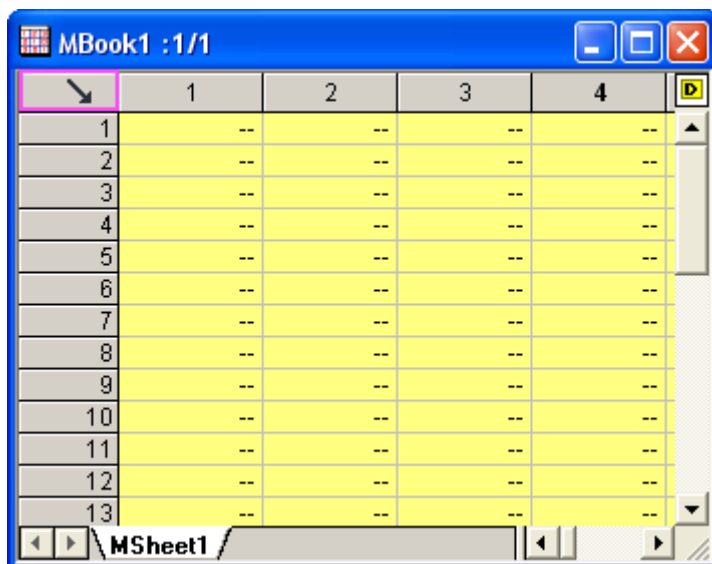 MBook1 :1/1
1 2 3 4 D
1 -- -- -- --
2 -- -- -- --
3 -- -- -- --
4 -- -- -- --
5 -- -- -- --
6 -- -- -- --
7 -- -- -- --
8 -- -- -- --
9 -- -- -- --
10 -- -- -- --
11 -- -- -- --
12 -- -- -- --
13 -- -- -- --
MSheet1